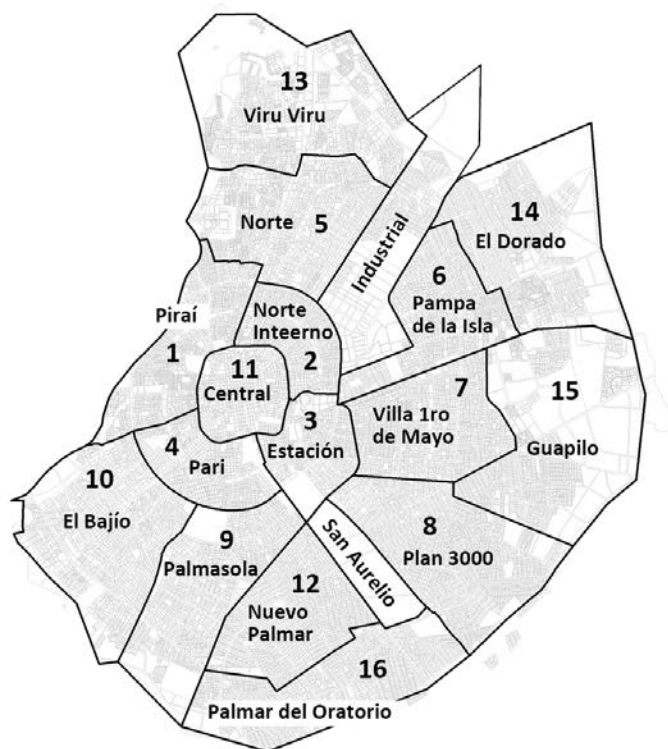 13
Viru Viru
Norte
5
Industrial
14
El Dorado
6
Pampa
de la Isla
Piraí
1
Norte
Inteerno
2
11
Central
3
Estación
7
Villa 1ro
de Mayo
15
Guapilo
4
Pari
10
El Bajío
9
Palmasola
8
Plan 3000
San Aurelio
12
Nuevo
Palmar
16
Palmar del Oratorio